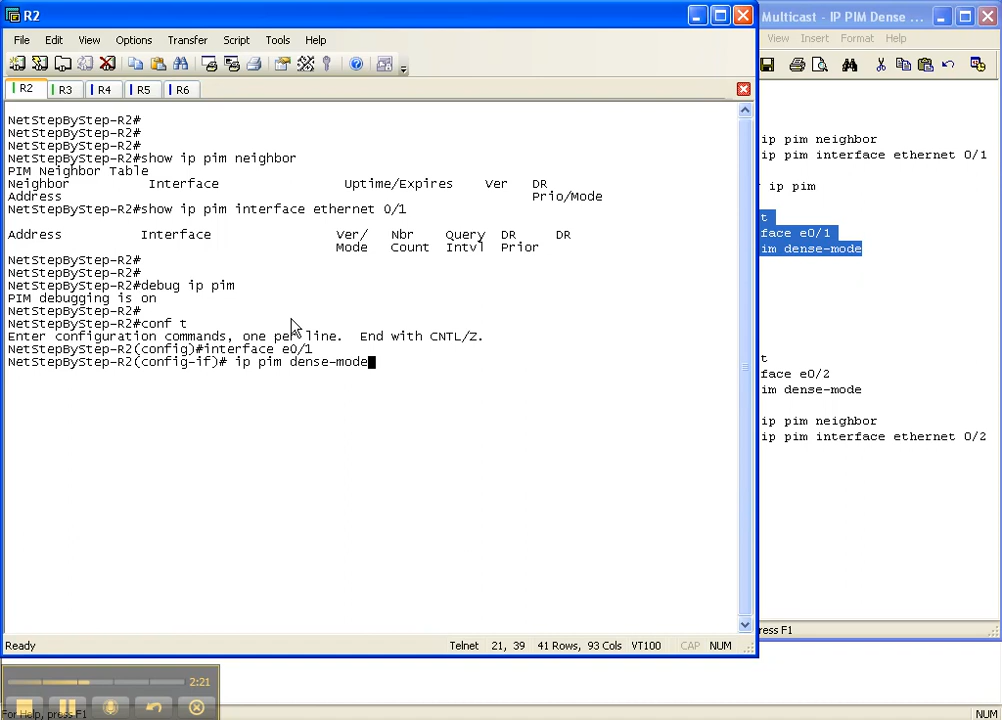 R2
File Edit View Options Transfer Script Tools Help
R2 R3 R4 R5 R6
NetStepByStep-R2#
NetStepByStep-R2#
NetStepByStep-R2#
NetStepByStep-R2#show ip pim neighbor
PIM Neighbor Table
Neighbor Interface Uptime/Expires Ver DR
Address Prio/Mode
NetStepByStep-R2#show ip pim interface ethernet 0/1
Address Interface Ver/ Nbr Query DR DR
Mode Count Intvl Prior
NetStepByStep-R2#
NetStepByStep-R2#
NetStepByStep-R2#debug ip pim
PIM debugging is on
NetStepByStep-R2#
NetStepByStep-R2#conf t
Enter configuration commands, one per line. End with CNTL/Z.
NetStepByStep-R2(config)#interface e0/1
NetStepByStep-R2(config-if)# ip pim dense-mode
Ready Telnet 21, 39 41 Rows, 93 Cols VT100 CAP NUM
Multicast - IP PIM Dense ...
View Insert Format Help
ip pim neighbor
ip pim interface ethernet 0/1
ip pim
t
face e0/1
im dense-mode
t
face e0/2
im dense-mode
ip pim neighbor
ip pim interface ethernet 0/2
ress F1
2:21
For Help, press F1
NUM